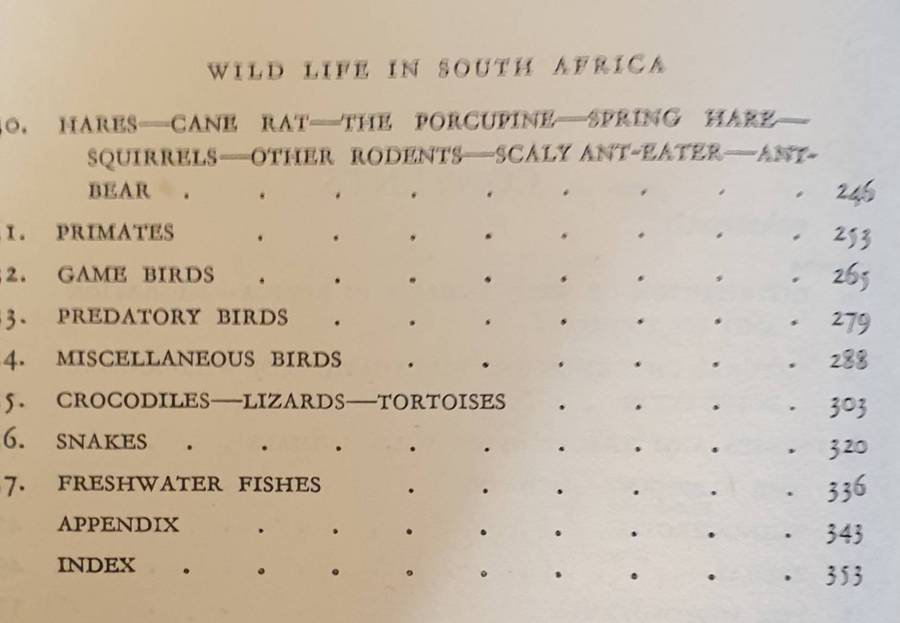 WILD LIFE IN SOUTH AFRICA
0. HARES—CANE RAT—THE PORCUPINE—SPRING HARE—
SQUIRRELS—OTHER RODENTS—SCALY ANT-EATER—ANT-
BEAR . . . . . . . . . 246
1. PRIMATES . . . . . . . . 253
2. GAME BIRDS . . . . . . . . 265
3. PREDATORY BIRDS . . . . . . . 279
4. MISCELLANEOUS BIRDS . . . . . . 288
5. CROCODILES—LIZARDS—TORTOISES . . . . 303
6. SNAKES . . . . . . . . . 320
7. FRESHWATER FISHES . . . . . . 336
APPENDIX . . . . . . . . 343
INDEX . . . . . . . . . 353